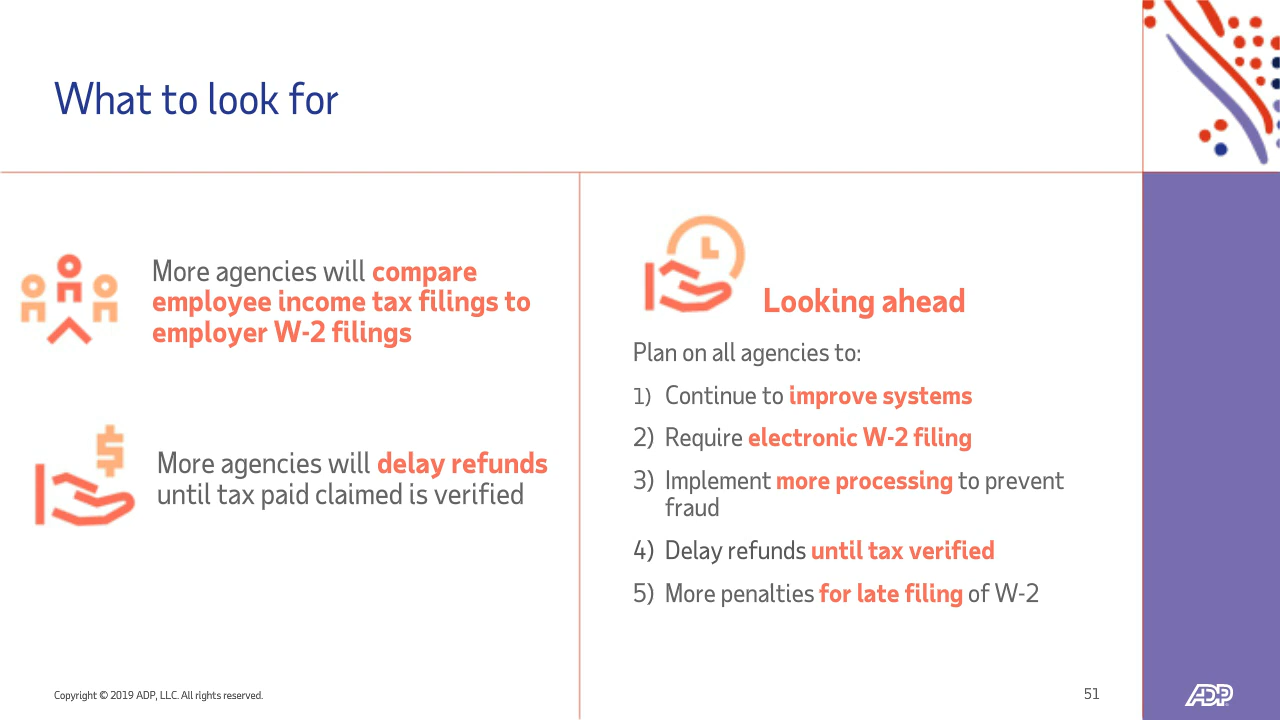 What to look for
More agencies will compare
employee income tax filings to
employer W-2 filings
More agencies will delay refunds
until tax paid claimed is verified
Looking ahead
Plan on all agencies to:
1) Continue to improve systems
2) Require electronic W-2 filing
3) Implement more processing to prevent
fraud
4) Delay refunds until tax verified
5) More penalties for late filing of W-2
Copyright © 2019 ADP, LLC. All rights reserved.
51
ADP